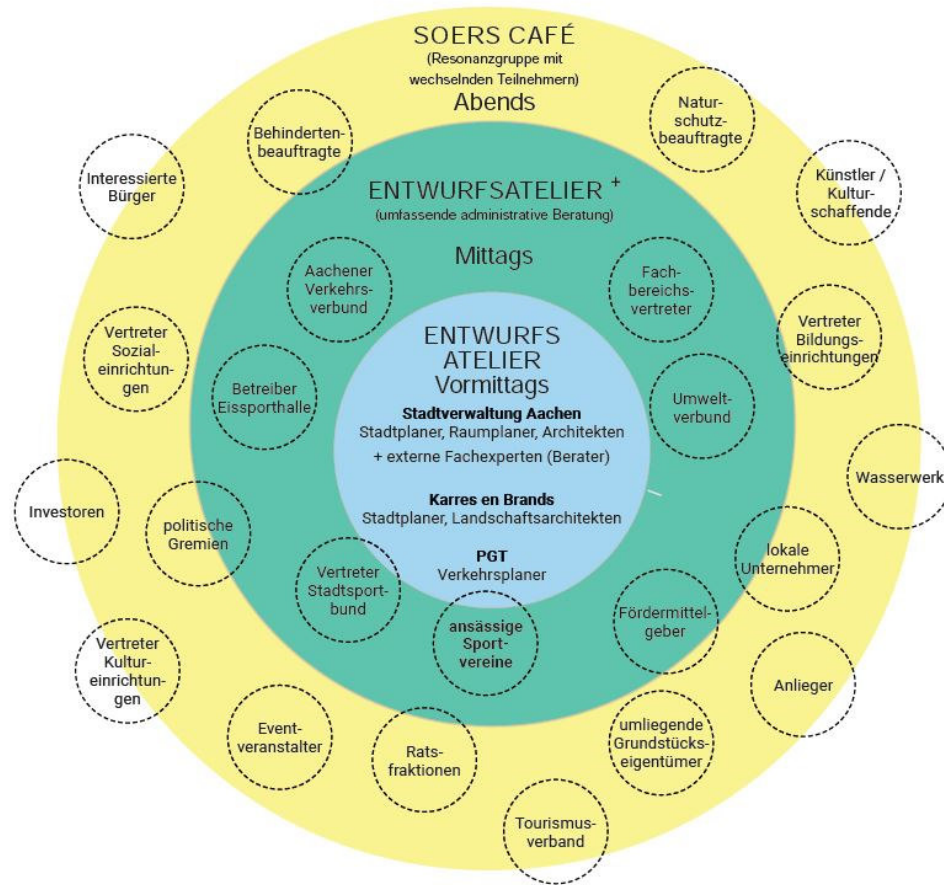 SOERS CAFÉ
(Resonanzgruppe mit
wechselnden Teilnehmern)
Abends
Natur-
schutz-
beauftragte
Behinderten-
beauftragte
Interessierte
Bürger
Künstler /
Kultur-
schaffende
ENTWURFSATELIER +
(umfassende administrative Beratung)
Mittags
Aachener
Verkehrs-
verbund
Fach-
bereichs-
vertreter
Vertreter
Sozial-
einrichtun-
gen
Vertreter
Bildungs-
einrichtungen
Betreiber
Eissporthalle
Umwelt-
verbund
ENTWURFS
ATELIER
Vormittags
Stadtverwaltung Aachen
Stadtplaner, Raumplaner, Architekten
+ externe Fachexperten (Berater)
Karres en Brands
Stadtplaner, Landschaftsarchitekten
PGT
Verkehrsplaner
Wasserwerk
Investoren
politische
Gremien
lokale
Unternehmer
Vertreter
Stadtsport-
bund
ansässige
Sport-
vereine
Fördermittel-
geber
Vertreter
Kultur-
einrichtun-
gen
Anlieger
Event-
veranstalter
Rats-
fraktionen
umliegende
Grundstücks-
eigentümer
Tourismus-
verband